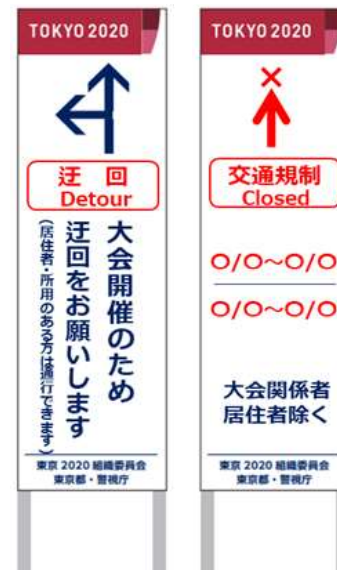 TOKYO 2020
迂回
Detour
大会開催のため
迂回をお願いします
(居住者・所用のある方は通行できます)
東京 2020 組織委員会
東京都・警視庁
TOKYO 2020
×
交通規制
Closed
〇/〇~〇/〇
〇/〇~〇/〇
大会関係者
居住者除く
東京 2020 組織委員会
東京都・警視庁